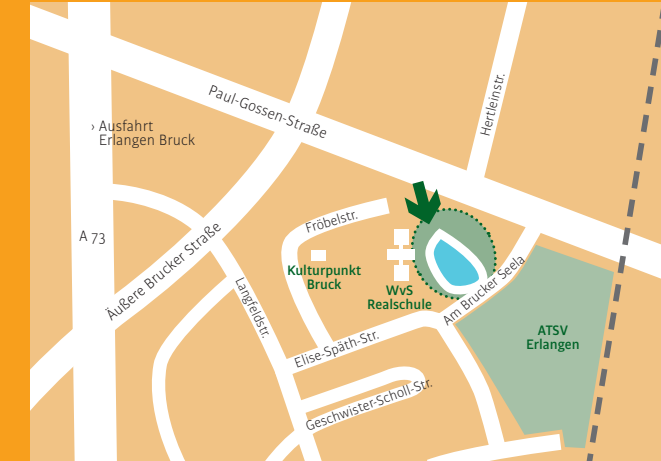 Paul-Gossen-Straße
Hertleinstr.
› Ausfahrt
Erlangen Bruck
A 73
Äußere Brucker Straße
Fröbelstr.
Kulturpunkt
Bruck
WvS
Realschule
Am Brucker Seela
Langfeldstr.
ATSV
Erlangen
Elise-Späth-Str.
Geschwister-Scholl-Str.